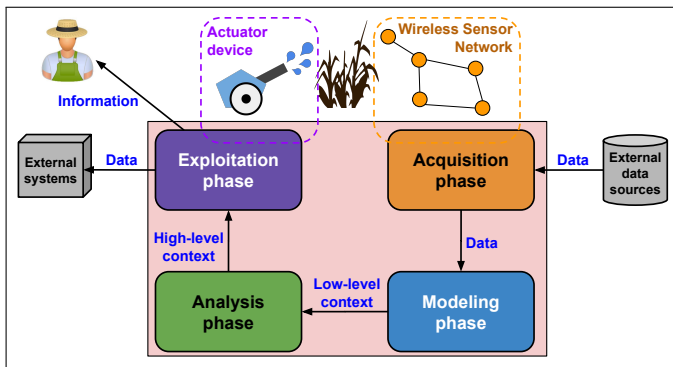 Actuator
device
Wireless Sensor
Network
Information
External
systems
Data
Exploitation
phase
Acquisition
phase
Data
External
data
sources
High-level
context
Data
Analysis
phase
Low-level
context
Modeling
phase